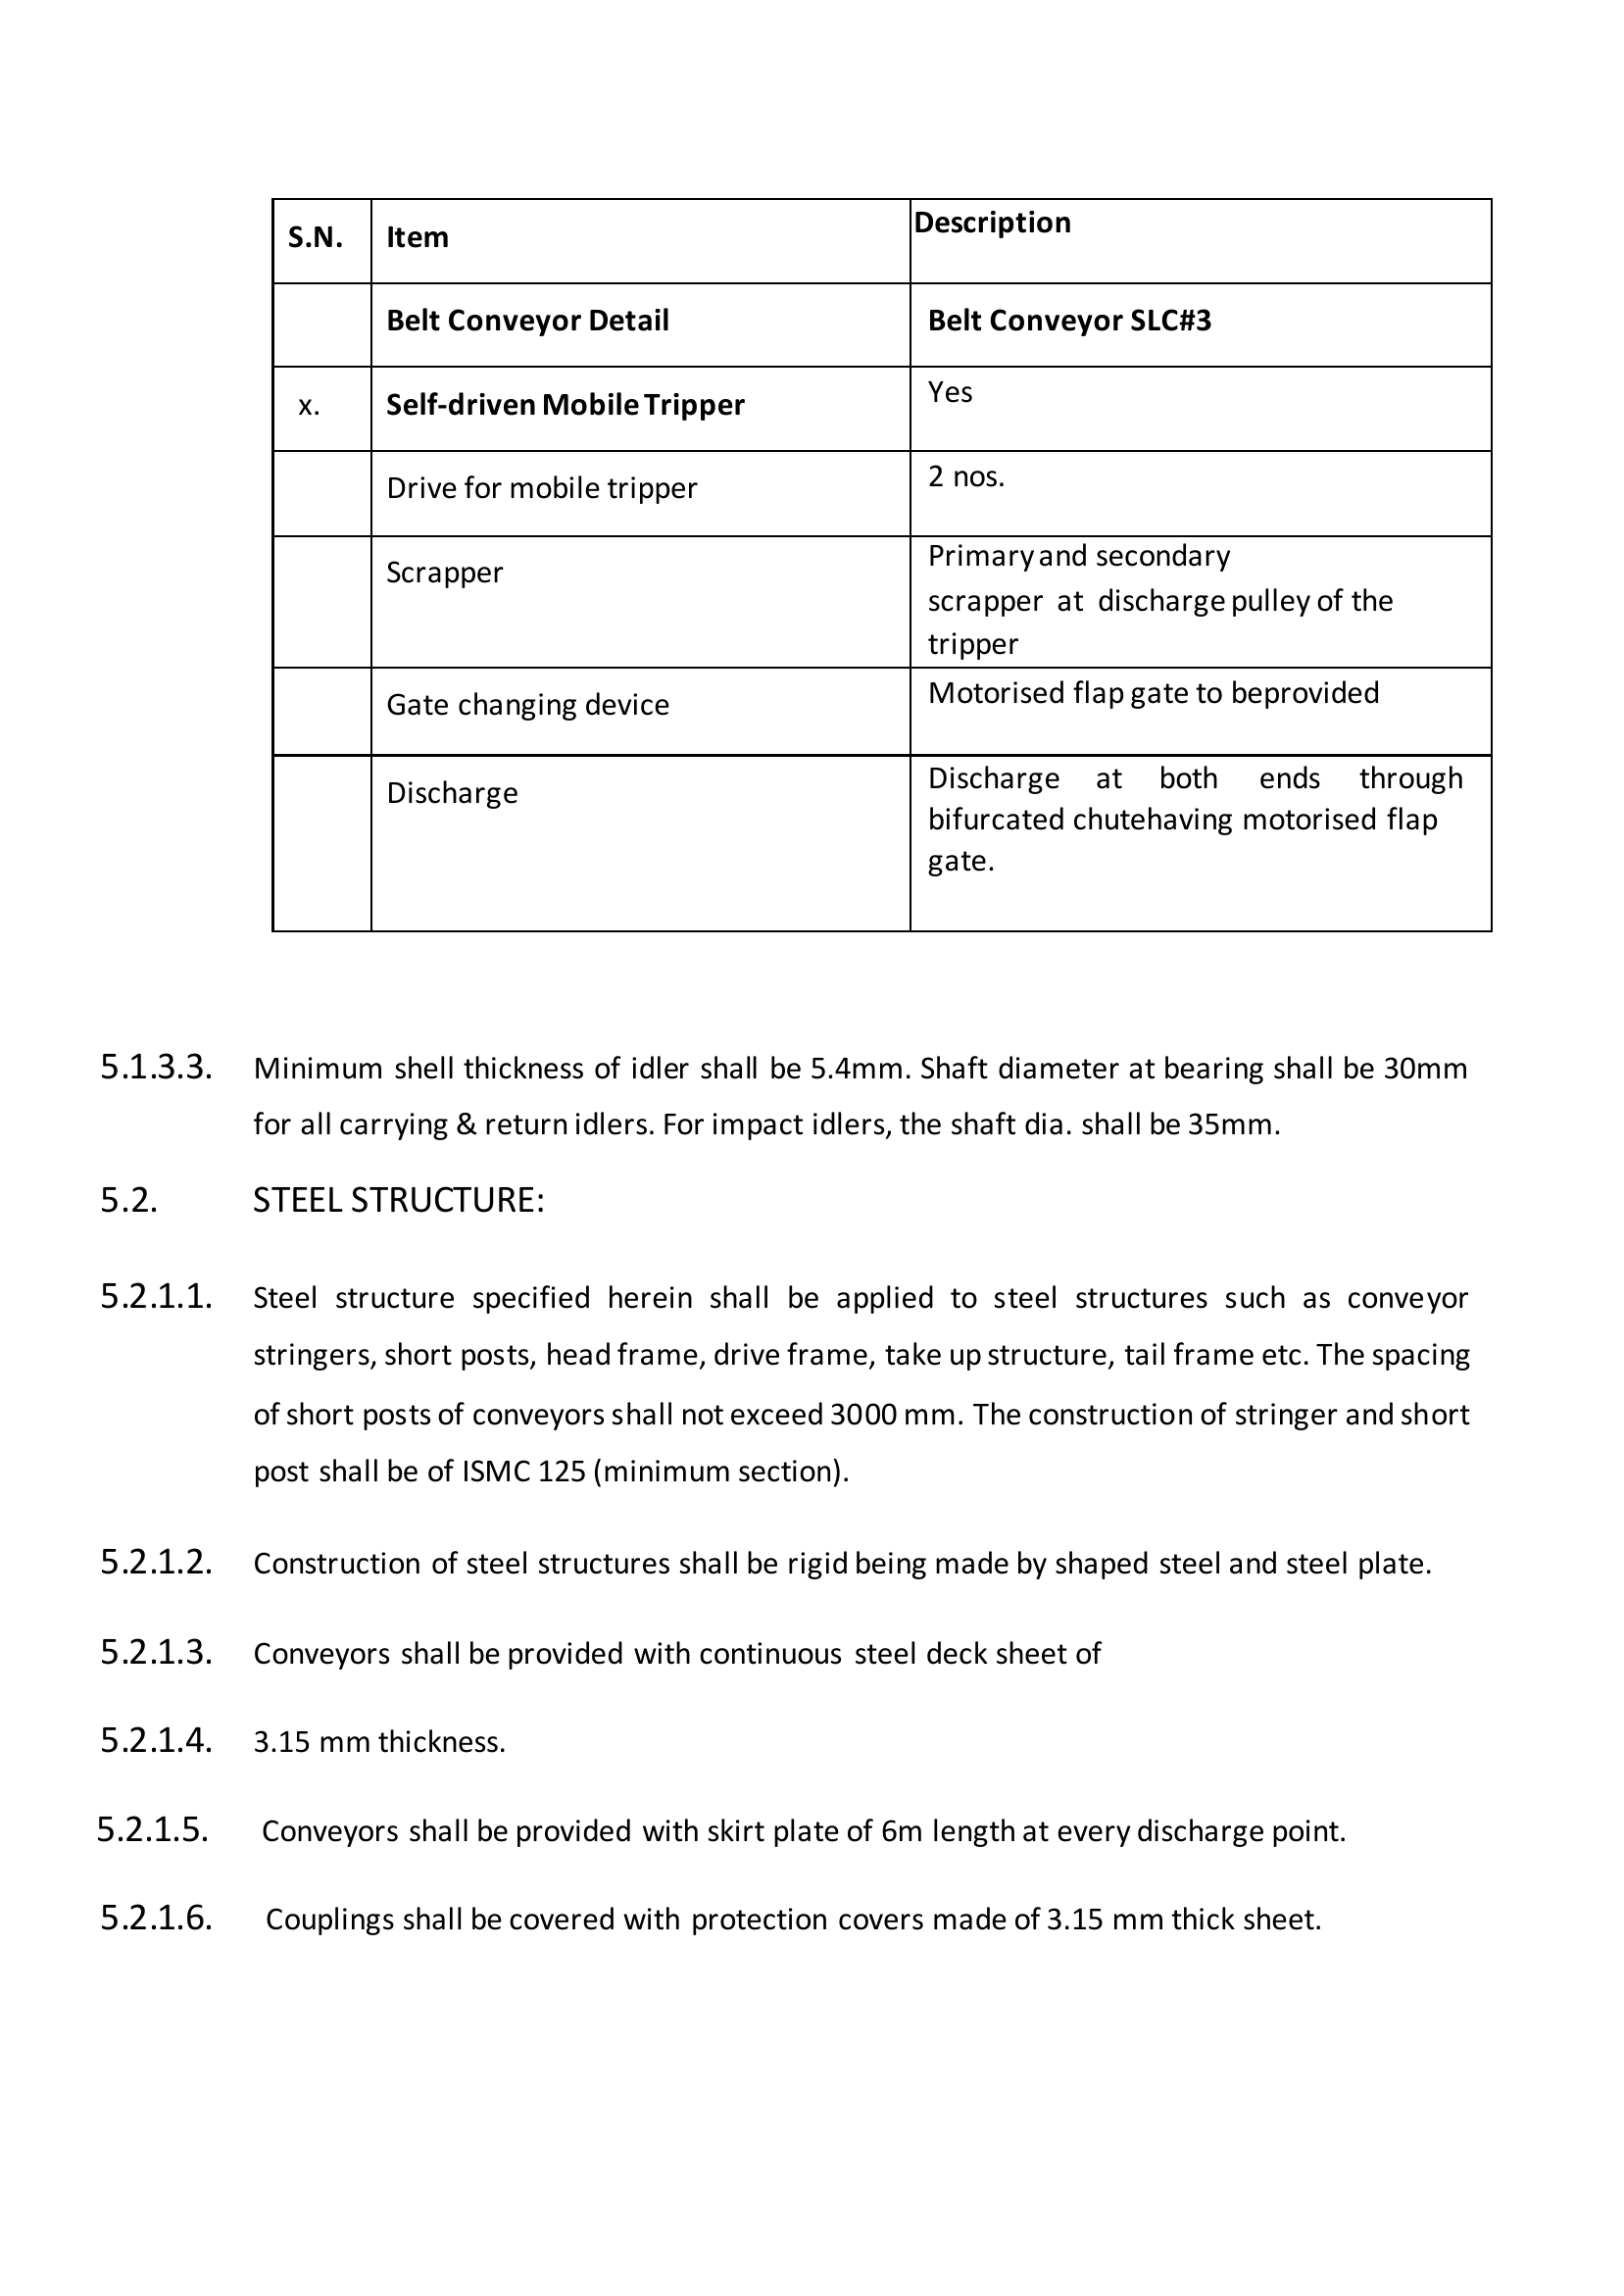 S.N. Item Description
Belt Conveyor Detail Belt Conveyor SLC#3
x. Self-driven Mobile Tripper Yes
Drive for mobile tripper 2 nos.
Scrapper Primary and secondary
scrapper at discharge pulley of the
tripper
Gate changing device Motorised flap gate to beprovided
Discharge Discharge at both ends through
bifurcated chutehaving motorised flap
gate.
5.1.3.3. Minimum shell thickness of idler shall be 5.4mm. Shaft diameter at bearing shall be 30mm
for all carrying & return idlers. For impact idlers, the shaft dia. shall be 35mm.
5.2. STEEL STRUCTURE:
5.2.1.1. Steel structure specified herein shall be applied to steel structures such as conveyor
stringers, short posts, head frame, drive frame, take up structure, tail frame etc. The spacing
of short posts of conveyors shall not exceed 3000 mm. The construction of stringer and short
post shall be of ISMC 125 (minimum section).
5.2.1.2. Construction of steel structures shall be rigid being made by shaped steel and steel plate.
5.2.1.3. Conveyors shall be provided with continuous steel deck sheet of
5.2.1.4. 3.15 mm thickness.
5.2.1.5. Conveyors shall be provided with skirt plate of 6m length at every discharge point.
5.2.1.6. Couplings shall be covered with protection covers made of 3.15 mm thick sheet.